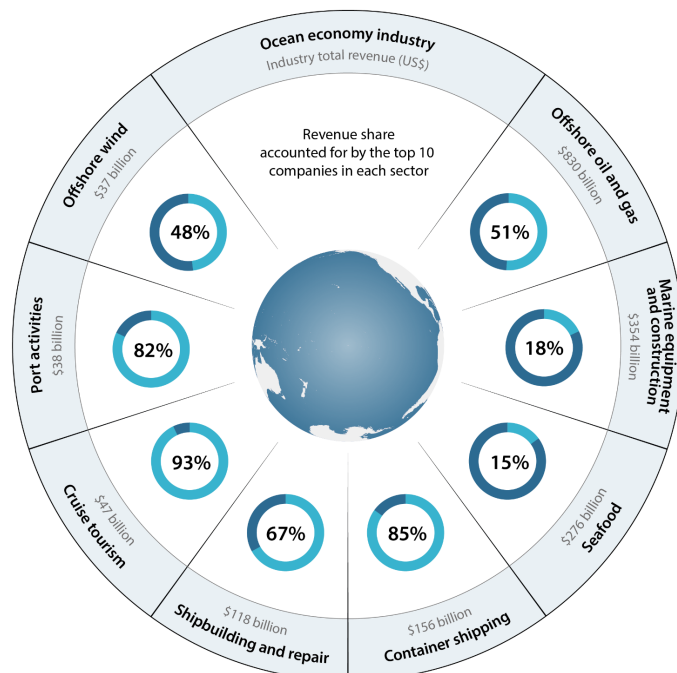 Ocean economy industry
Industry total revenue (US$)
Revenue share
accounted for by the top 10
companies in each sector
Offshore oil and gas
$830 billion
51%
Marine equipment
and construction
$354 billion
18%
Seafood
$276 billion
15%
Container shipping
$156 billion
85%
Shipbuilding and repair
$118 billion
67%
Cruise tourism
$47 billion
93%
Port activities
$38 billion
82%
Offshore wind
$37 billion
48%